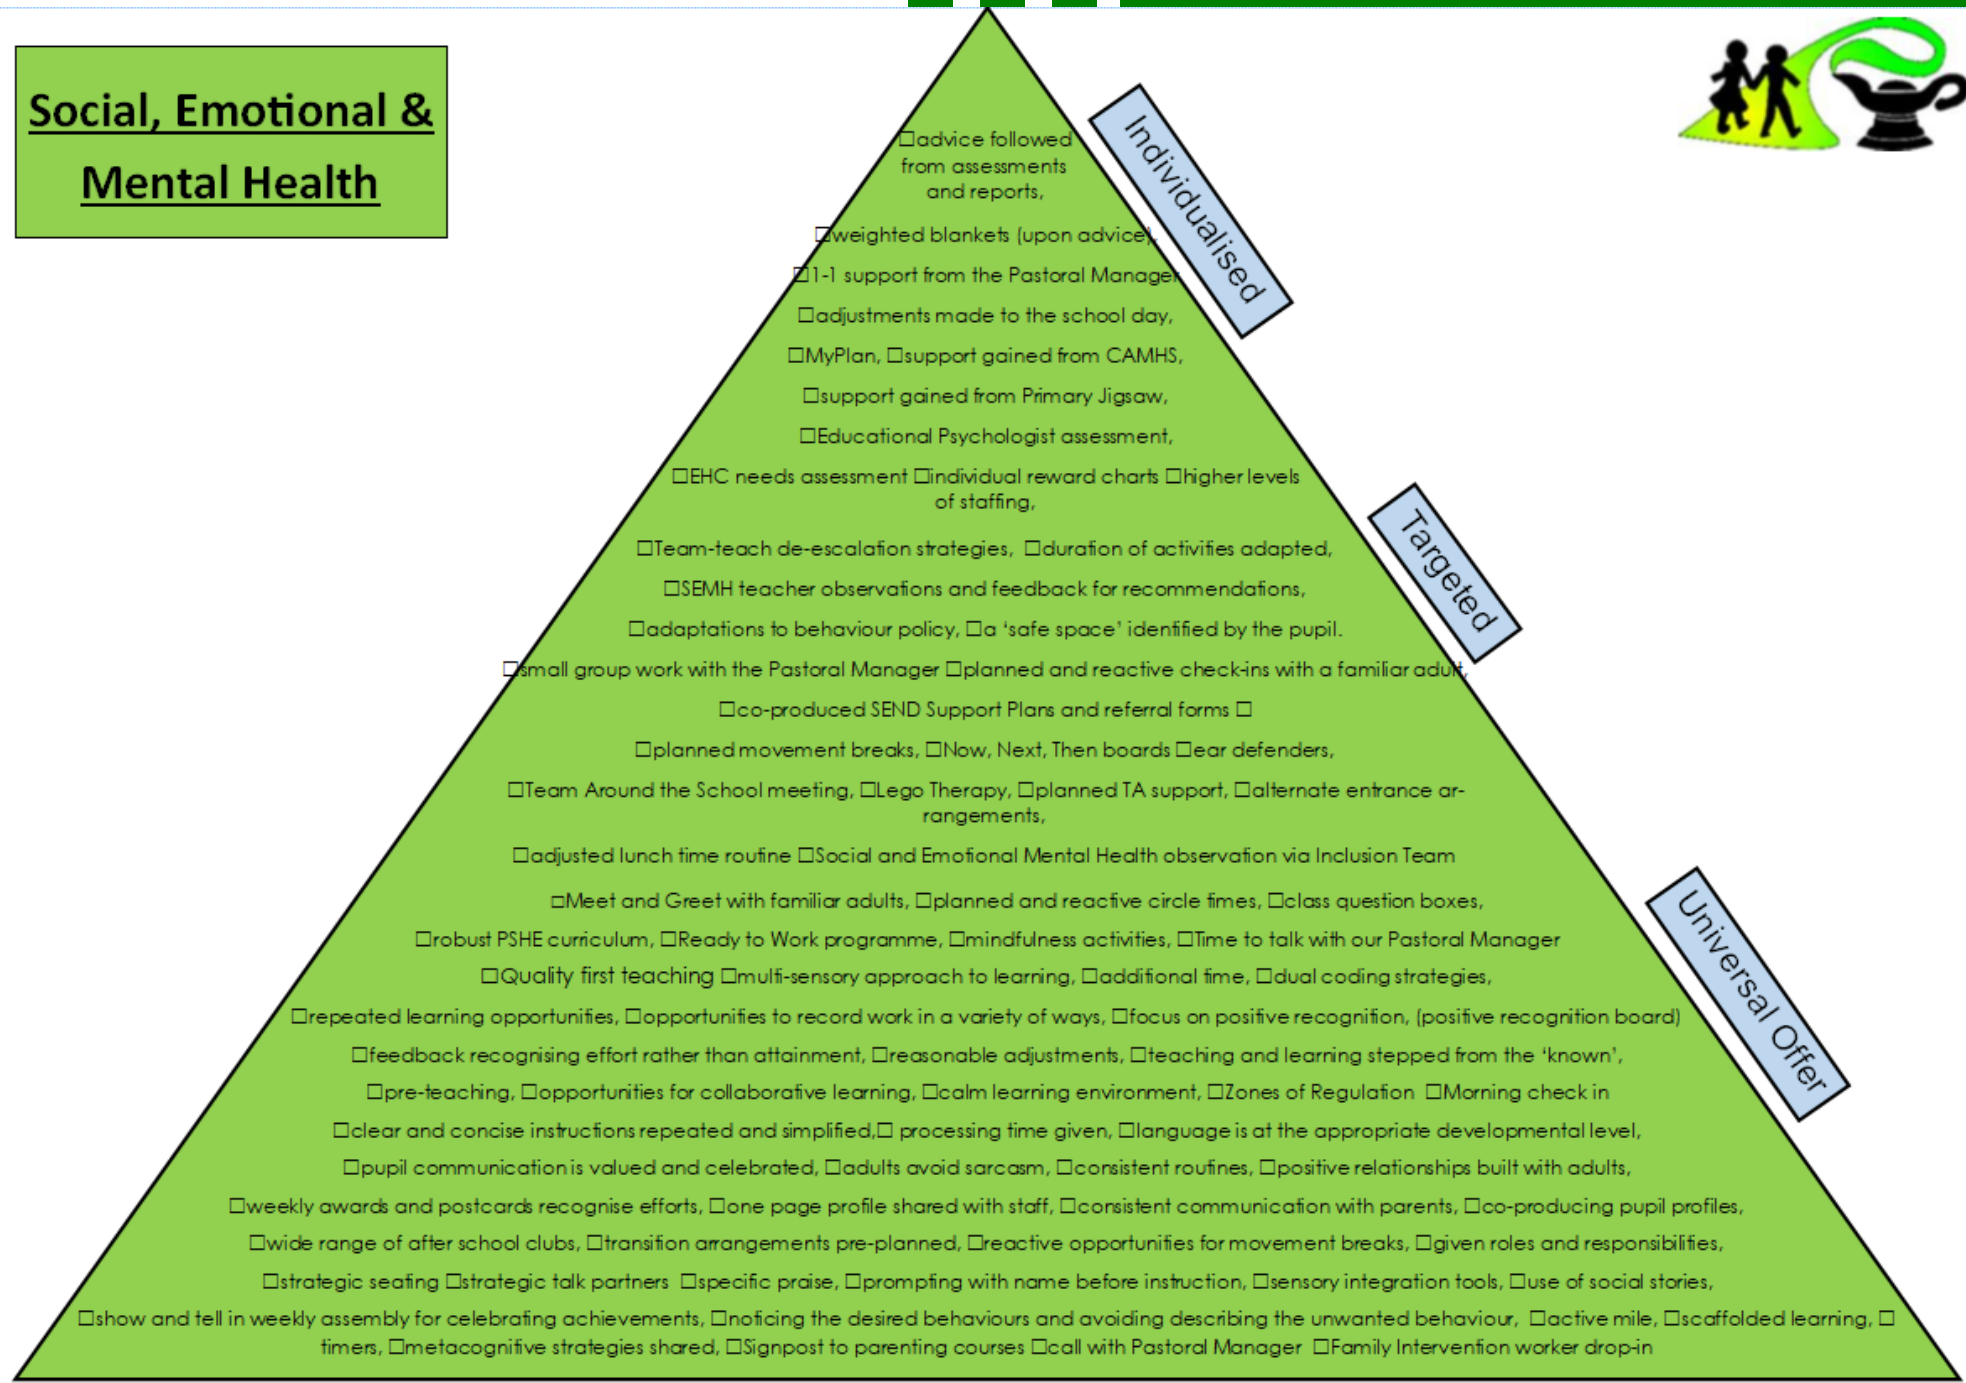 Social, Emotional &
Mental Health
Individualised
□advice followed
from assessments
and reports,
□weighted blankets (upon advice),
□1-1 support from the Pastoral Manager
□adjustments made to the school day,
□MyPlan, □support gained from CAMHS,
□support gained from Primary Jigsaw,
□Educational Psychologist assessment,
□EHC needs assessment □individual reward charts □higher levels
of staffing,
Targeted
□Team-teach de-escalation strategies, □duration of activities adapted,
□SEMH teacher observations and feedback for recommendations,
□adaptations to behaviour policy, □a ‘safe space’ identified by the pupil.
□small group work with the Pastoral Manager □planned and reactive check-ins with a familiar adult,
□co-produced SEND Support Plans and referral forms □
□planned movement breaks, □Now, Next, Then boards □ear defenders,
□Team Around the School meeting, □Lego Therapy, □planned TA support, □alternate entrance ar-
rangements,
□adjusted lunch time routine □Social and Emotional Mental Health observation via Inclusion Team
Universal Offer
□Meet and Greet with familiar adults, □planned and reactive circle times, □class question boxes,
□robust PSHE curriculum, □Ready to Work programme, □mindfulness activities, □Time to talk with our Pastoral Manager
□Quality first teaching □multi-sensory approach to learning, □additional time, □dual coding strategies,
□repeated learning opportunities, □opportunities to record work in a variety of ways, □focus on positive recognition, (positive recognition board)
□feedback recognising effort rather than attainment, □reasonable adjustments, □teaching and learning stepped from the ‘known’,
□pre-teaching, □opportunities for collaborative learning, □calm learning environment, □Zones of Regulation □Morning check in
□clear and concise instructions repeated and simplified,□ processing time given, □language is at the appropriate developmental level,
□pupil communication is valued and celebrated, □adults avoid sarcasm, □consistent routines, □positive relationships built with adults,
□weekly awards and postcards recognise efforts, □one page profile shared with staff, □consistent communication with parents, □co-producing pupil profiles,
□wide range of after school clubs, □transition arrangements pre-planned, □reactive opportunities for movement breaks, □given roles and responsibilities,
□strategic seating □strategic talk partners □specific praise, □prompting with name before instruction, □sensory integration tools, □use of social stories,
□show and tell in weekly assembly for celebrating achievements, □noticing the desired behaviours and avoiding describing the unwanted behaviour, □active mile, □scaffolded learning, □
timers, □metacognitive strategies shared, □Signpost to parenting courses □call with Pastoral Manager □Family Intervention worker drop-in